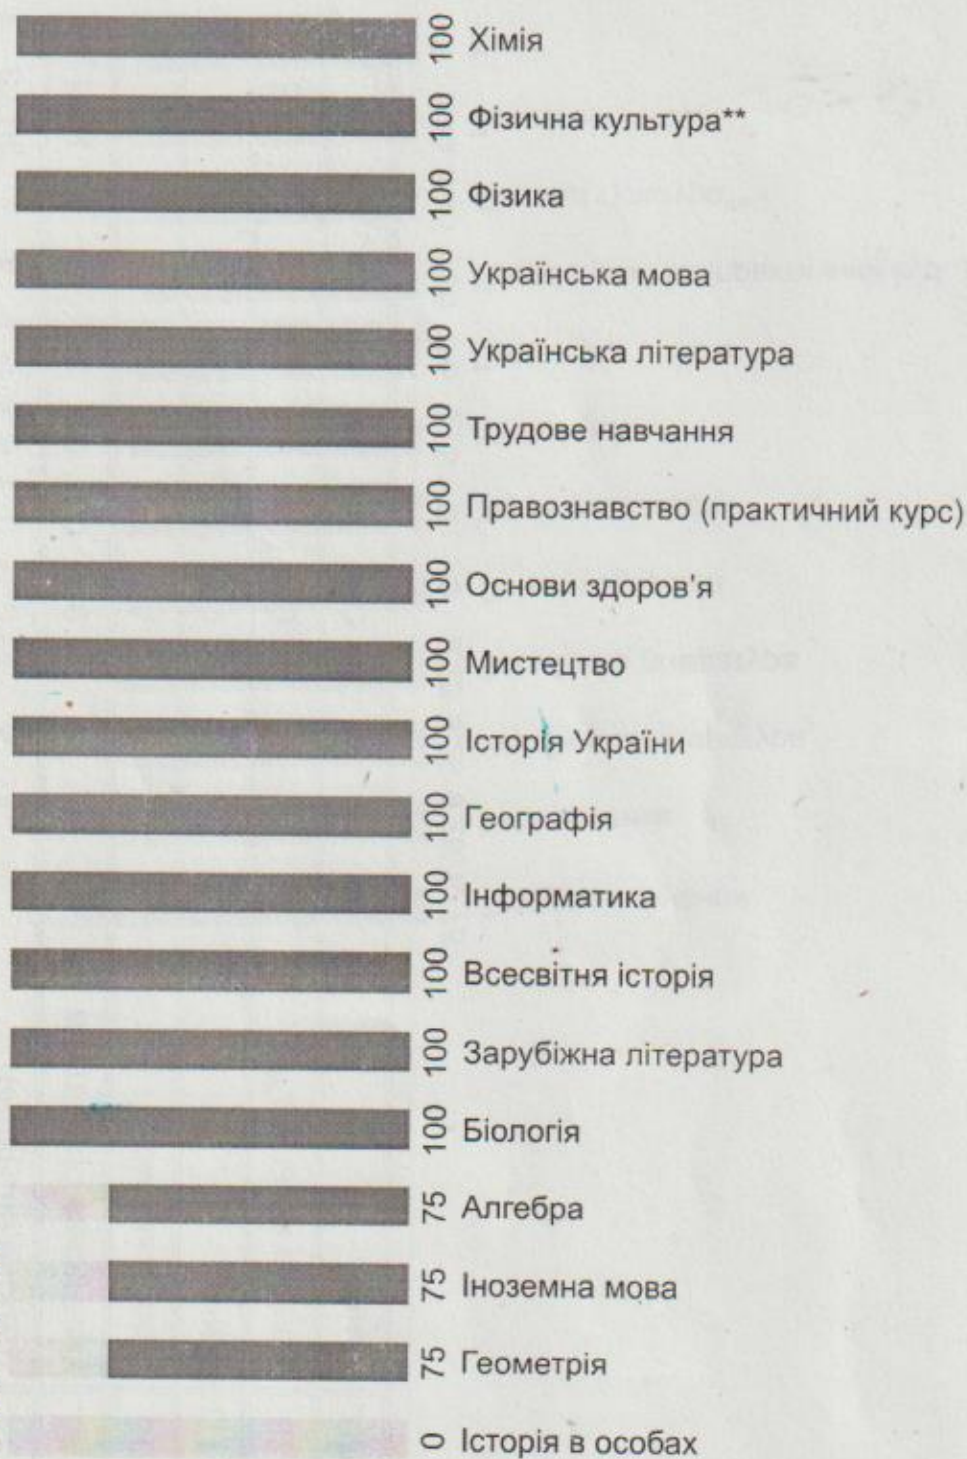 100 Хімія
100 Фізична культура**
100 Фізика
100 Українська мова
100 Українська література
100 Трудове навчання
100 Правознавство (практичний курс)
100 Основи здоров'я
100 Мистецтво
100 Історія України
100 Географія
100 Інформатика
100 Всесвітня історія
100 Зарубіжна література
100 Біологія
75 Алгебра
75 Іноземна мова
75 Геометрія
0 Історія в особах